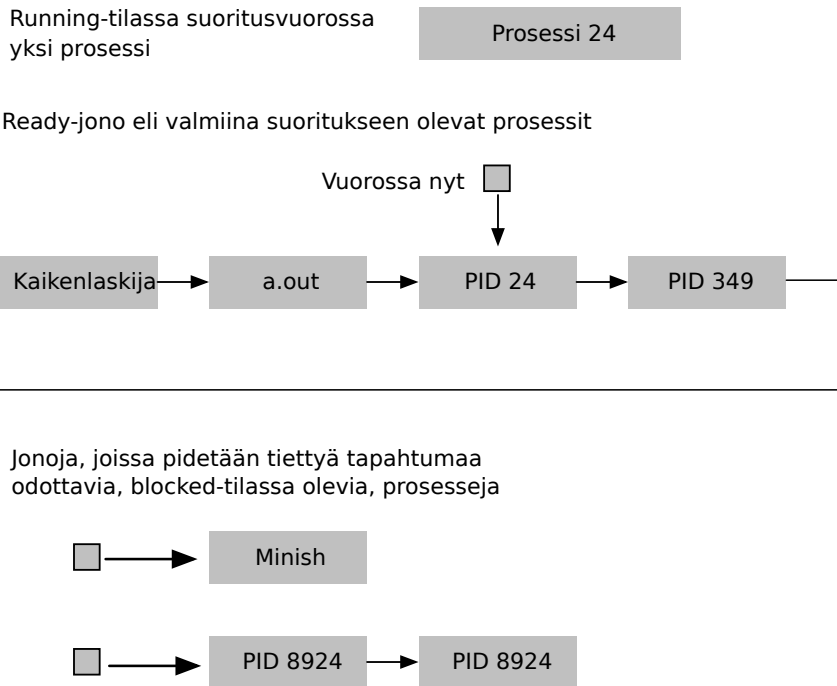 Running-tilassa suoritusvuorossa
yksi prosessi
Prosessi 24
Ready-jono eli valmiina suoritukseen olevat prosessit
Vuorossa nyt
Kaikenlaskija
a.out
PID 24
PID 349
Jonoja, joissa pidetään tiettyä tapahtumaa
odottavia, blocked-tilassa olevia, prosesseja
Minish
PID 8924
PID 8924